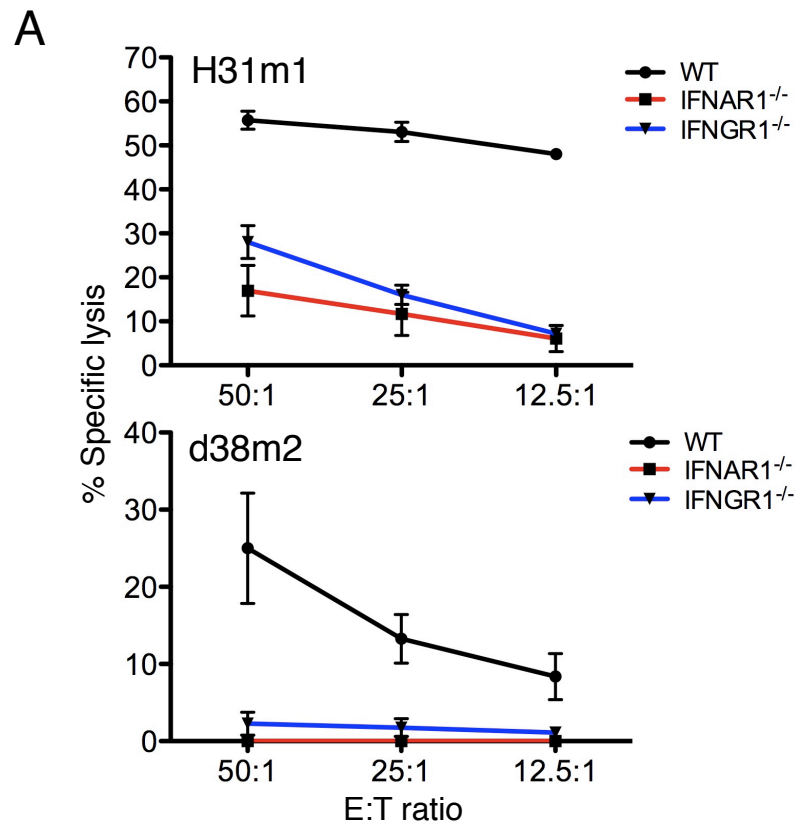 A
H31m1
70
60
50
40
30
20
10
0
50:1 25:1 12.5:1
WT
IFNAR1-/-
IFNGR1-/-
% Specific lysis
d38m2
40
30
20
10
0
50:1 25:1 12.5:1
E:T ratio
WT
IFNAR1-/-
IFNGR1-/-